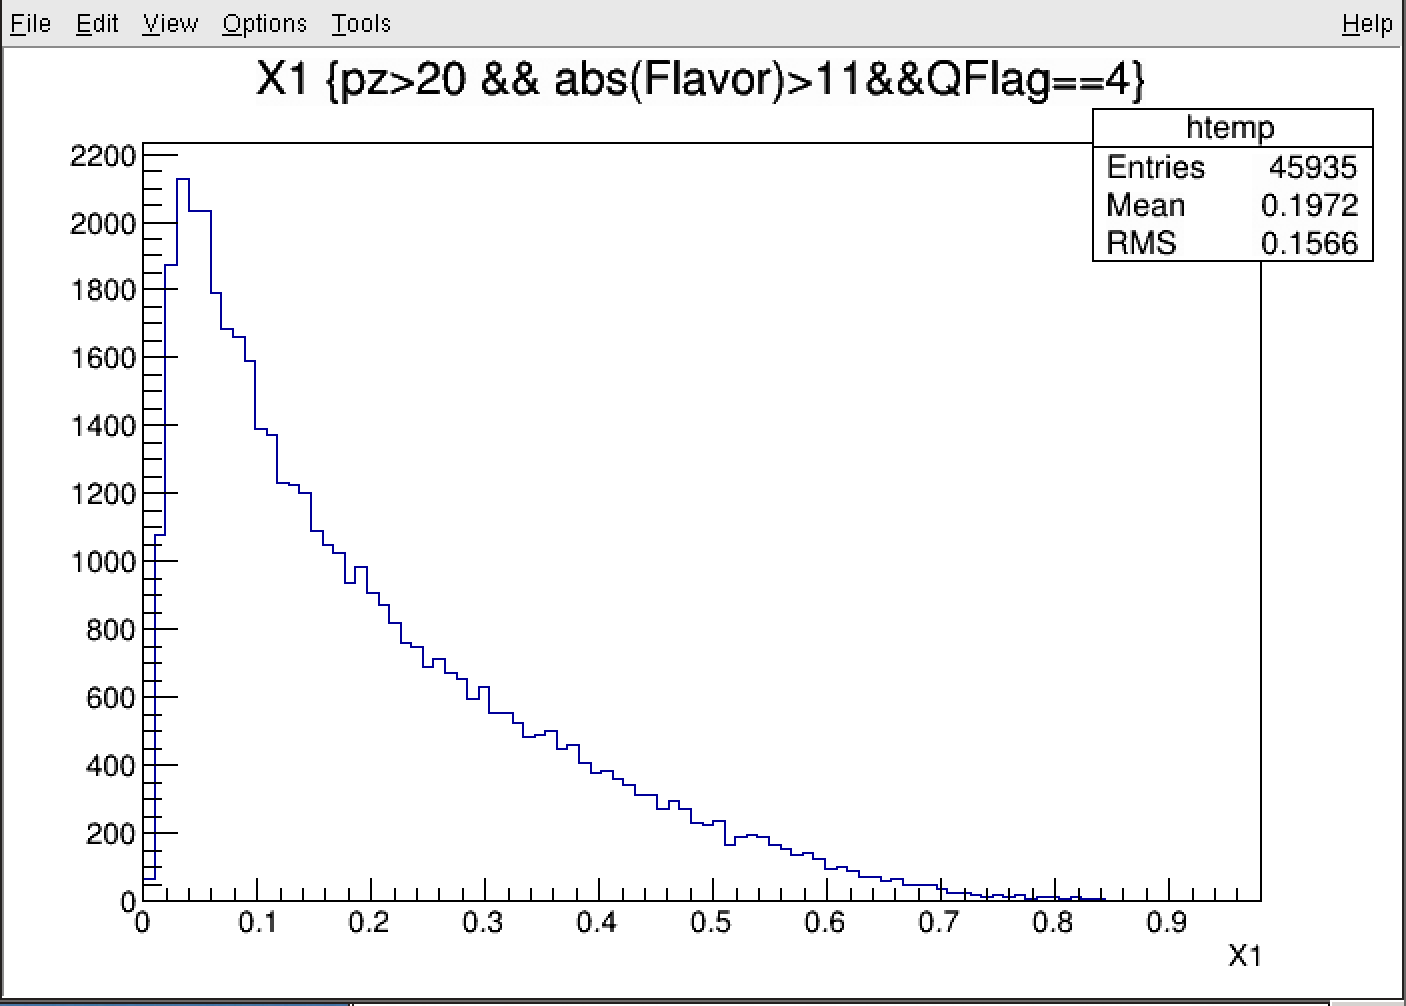 File Edit View Options Tools Help
X1 {pz>20 && abs(Flavor)>11&&QFlag==4}
htemp
Entries 45935
Mean 0.1972
RMS 0.1566
2200
2000
1800
1600
1400
1200
1000
800
600
400
200
0
0 0.1 0.2 0.3 0.4 0.5 0.6 0.7 0.8 0.9
X1